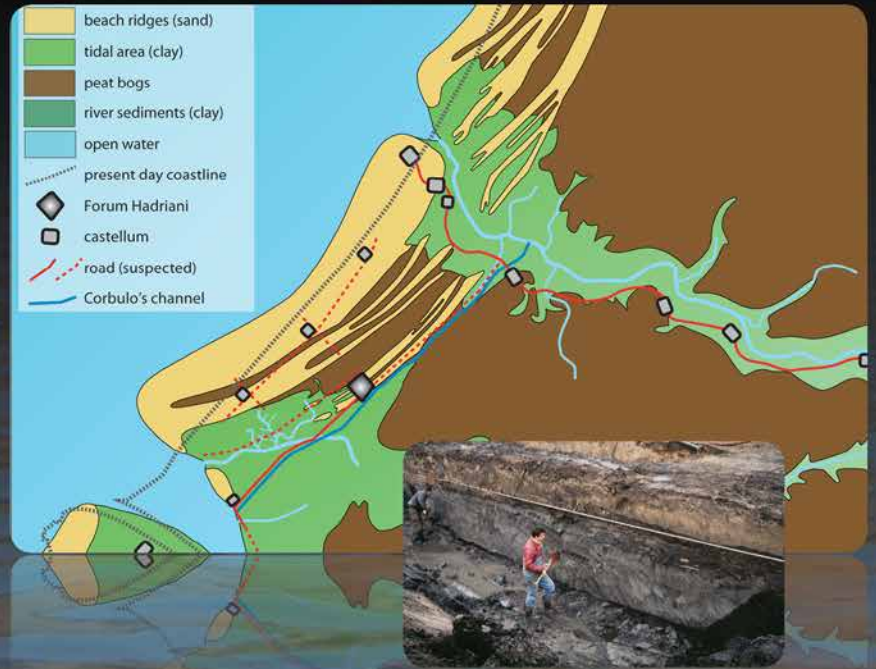 beach ridges (sand)
tidal area (clay)
peat bogs
river sediments (clay)
open water
present day coastline
Forum Hadriani
castellum
road (suspected)
Corbulo's channel